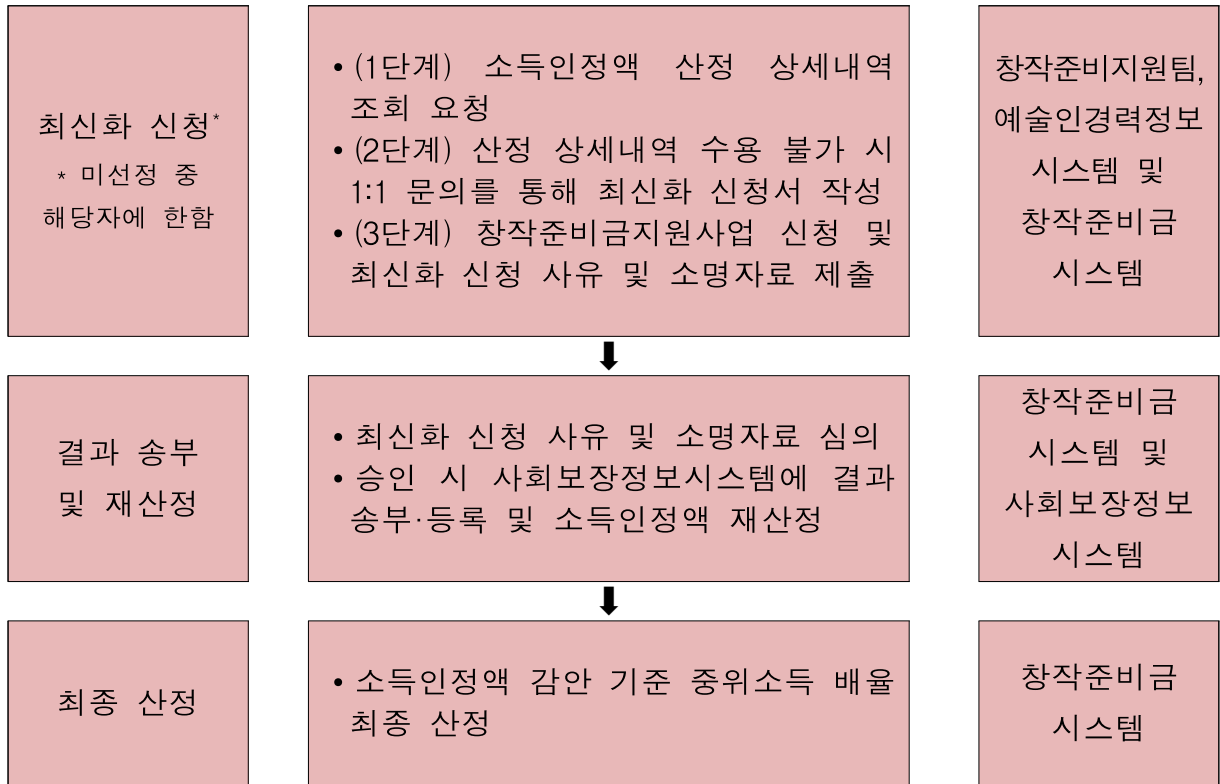 최신화 신청*
* 미선정 중
해당자에 한함
• (1단계) 소득인정액 산정 상세내역
조회 요청
• (2단계) 산정 상세내역 수용 불가 시
1:1 문의를 통해 최신화 신청서 작성
• (3단계) 창작준비금지원사업 신청 및
최신화 신청 사유 및 소명자료 제출
창작준비지원팀,
예술인경력정보
시스템 및
창작준비금
시스템
결과 송부
및 재산정
• 최신화 신청 사유 및 소명자료 심의
• 승인 시 사회보장정보시스템에 결과
송부·등록 및 소득인정액 재산정
창작준비금
시스템 및
사회보장정보
시스템
최종 산정
• 소득인정액 감안 기준 중위소득 배율
최종 산정
창작준비금
시스템